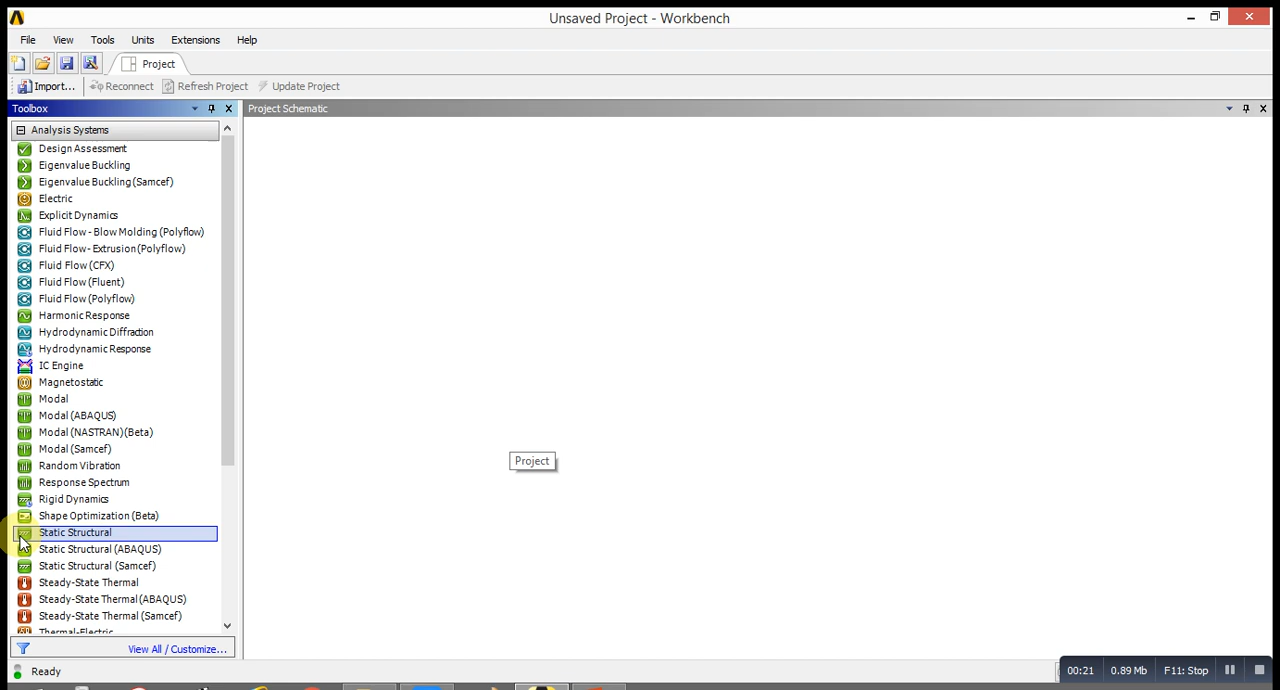 Unsaved Project - Workbench
File View Tools Units Extensions Help
Project
Import... Reconnect Refresh Project Update Project
Toolbox
Project Schematic
Analysis Systems
Design Assessment
Eigenvalue Buckling
Eigenvalue Buckling (Samcef)
Electric
Explicit Dynamics
Fluid Flow - Blow Molding (Polyflow)
Fluid Flow- Extrusion (Polyflow)
Fluid Flow (CFX)
Fluid Flow (Fluent)
Fluid Flow (Polyflow)
Harmonic Response
Hydrodynamic Diffraction
Hydrodynamic Response
IC Engine
Magnetostatic
Modal
Modal (ABAQUS)
Modal (NASTRAN) (Beta)
Project
Modal (Samcef)
Random Vibration
Response Spectrum
Rigid Dynamics
Shape Optimization (Beta)
Static Structural
Static Structural (ABAQUS)
Static Structural (Samcef)
Steady-State Thermal
Steady-State Thermal (ABAQUS)
Steady-State Thermal (Samcef)
Thermal-Electric
View All / Customize...
Ready
00:21 0.89 Mb F11: Stop